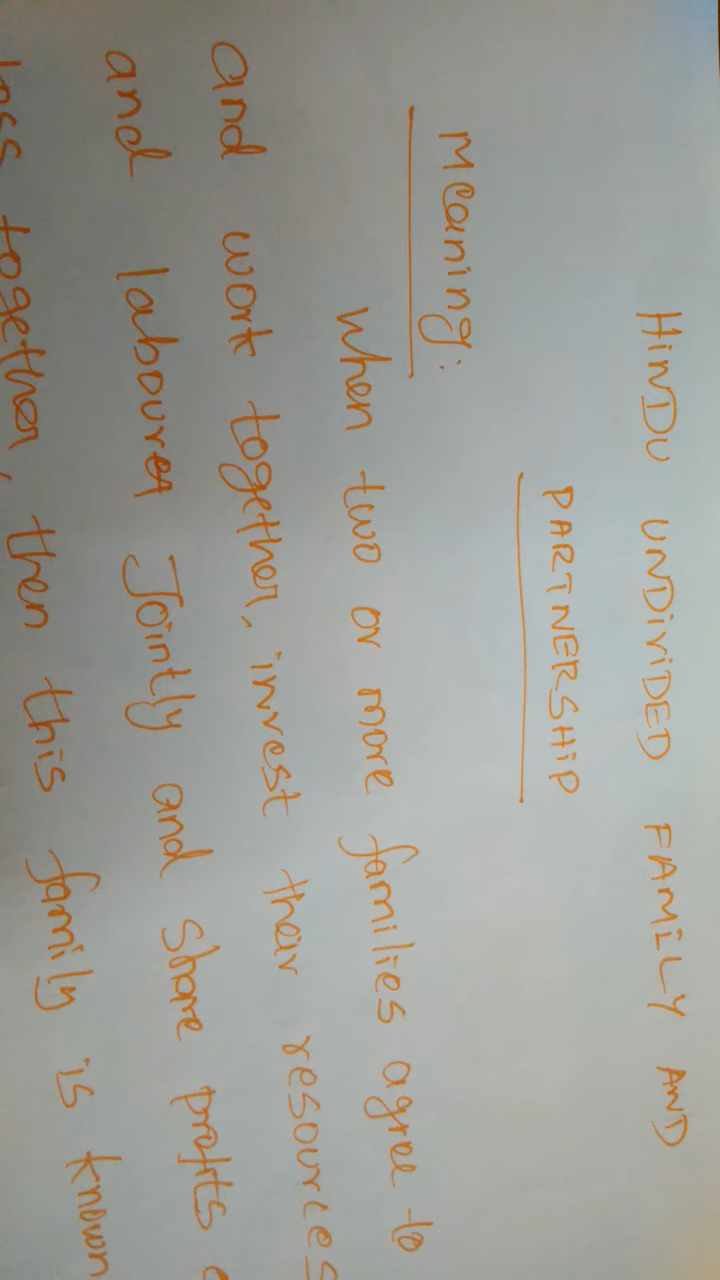 HINDU UNDIVIDED FAMILY AND
PARTNERSHIP
Meaning:
When two or more families agree to
and work together, invest their resources
and labourer Jointly and share profits
loss together, then this family is known